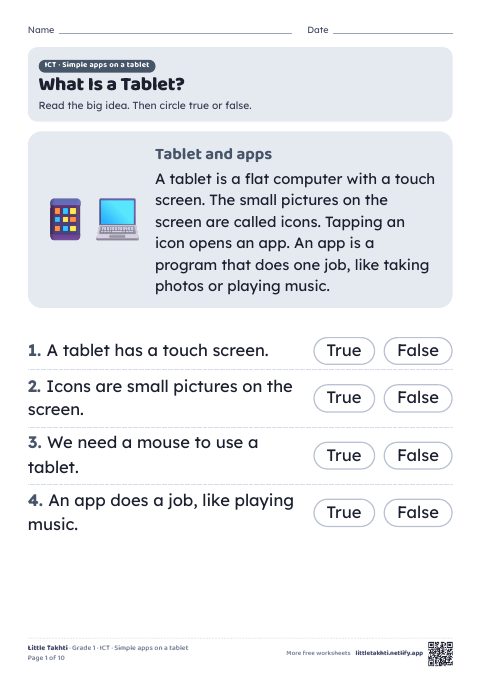 Name Date
ICT · Simple apps on a tablet
What Is a Tablet?
Read the big idea. Then circle true or false.
Tablet and apps
A tablet is a flat computer with a touch
screen. The small pictures on the
screen are called icons. Tapping an
icon opens an app. An app is a
program that does one job, like taking
photos or playing music.
1. A tablet has a touch screen. True False
2. Icons are small pictures on the
screen. True False
3. We need a mouse to use a
tablet. True False
4. An app does a job, like playing
music. True False
Little Takhti · Grade 1 · ICT · Simple apps on a tablet
Page 1 of 10
More free worksheets littletakhti.netlify.app